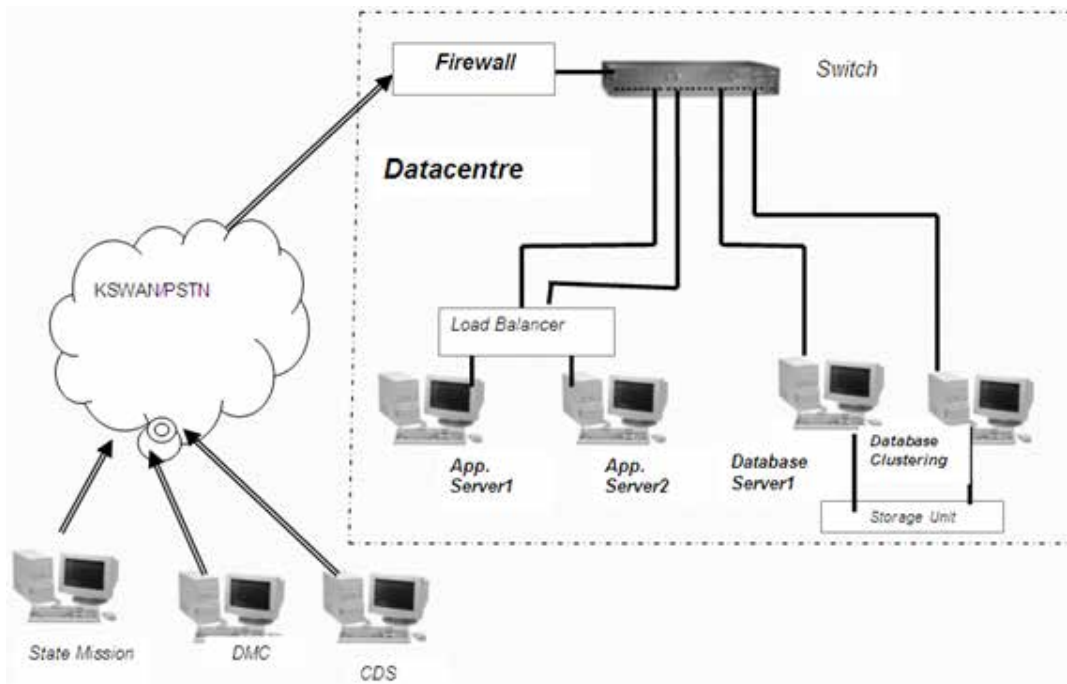 Firewall
Switch
Datacentre
KSWAN/PSTN
Load Balancer
App.
Server1
App.
Server2
Database
Server1
Database
Clustering
Storage Unit
State Mission
DMC
CDS